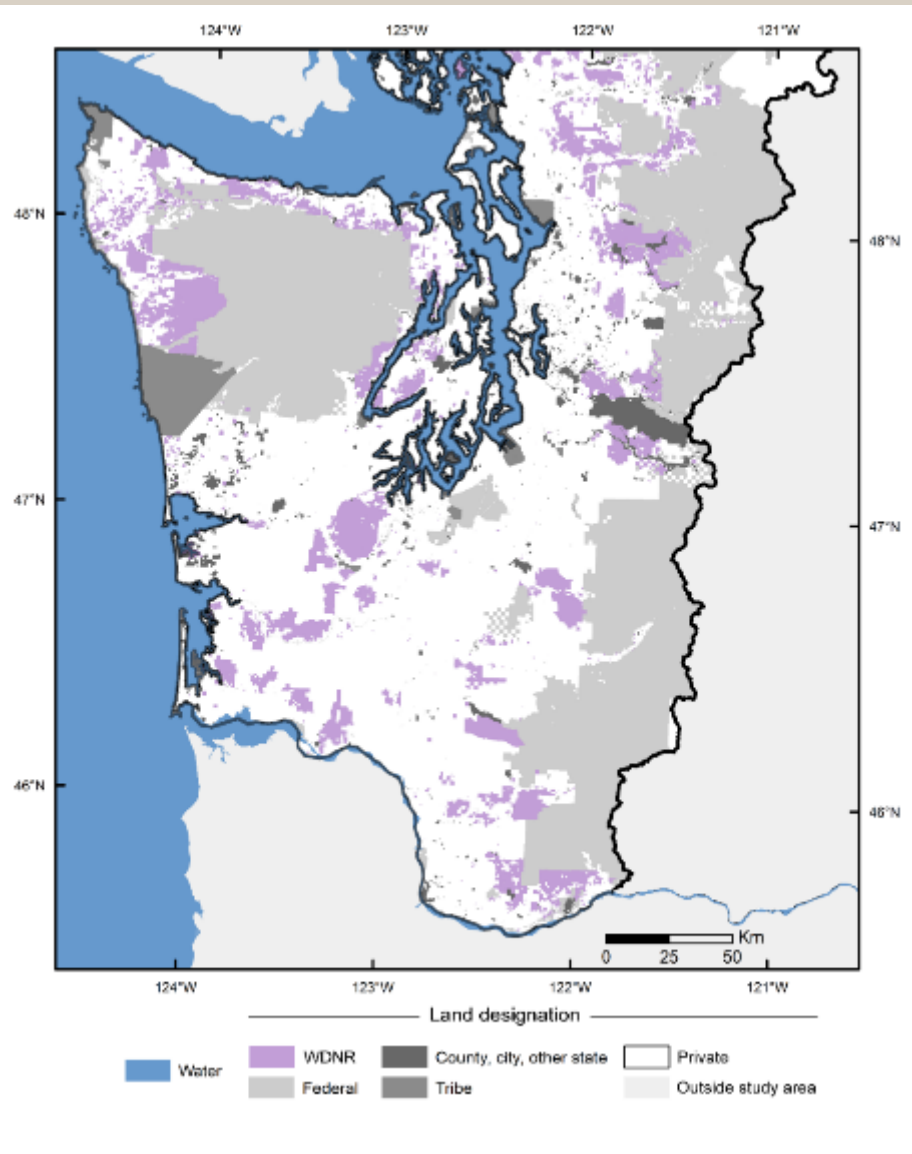 124°W 123°W 122°W 121°W
48°N
48°N
47°N
47°N
46°N
46°N
Km
0 25 50
124°W 123°W 122°W 121°W
Land designation
Water
WDNR
County, city, other state
Private
Federal
Tribe
Outside study area